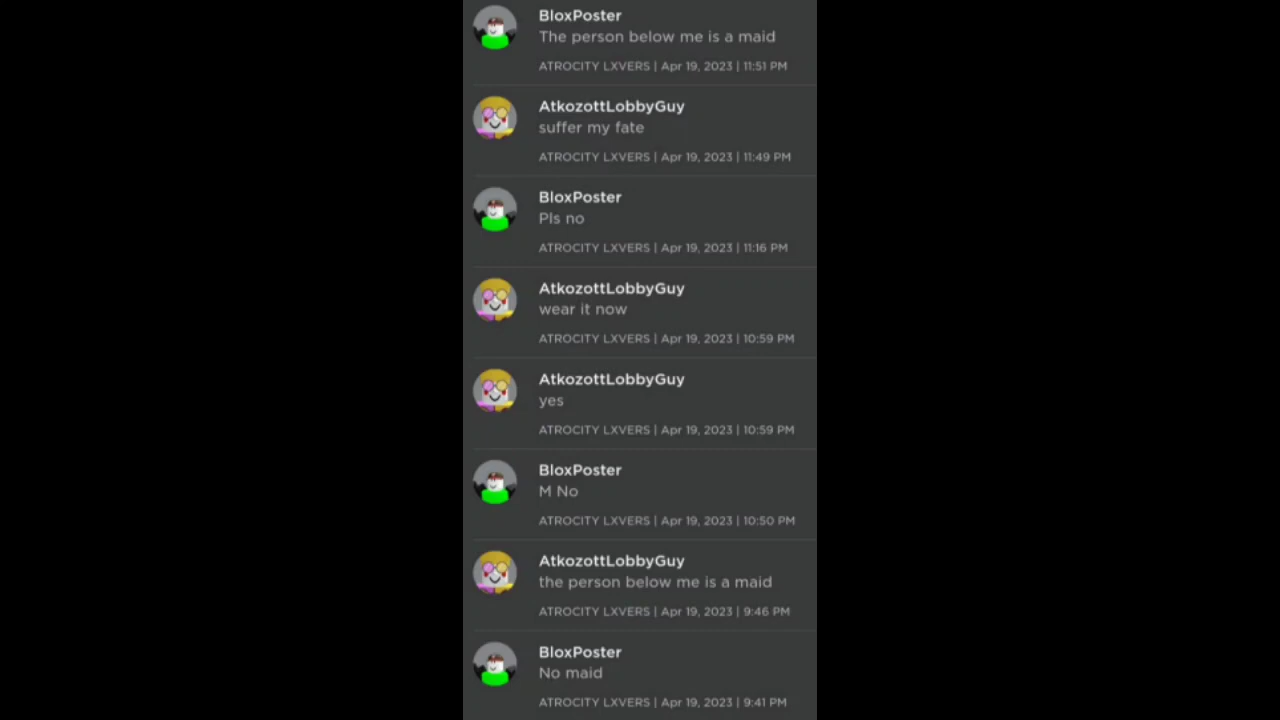 BloxPoster
The person below me is a maid
ATROCITY LXVERS | Apr 19, 2023 | 11:51 PM
AtkozottLobbyGuy
suffer my fate
ATROCITY LXVERS | Apr 19, 2023 | 11:49 PM
BloxPoster
Pls no
ATROCITY LXVERS | Apr 19, 2023 | 11:16 PM
AtkozottLobbyGuy
wear it now
ATROCITY LXVERS | Apr 19, 2023 | 10:59 PM
AtkozottLobbyGuy
yes
ATROCITY LXVERS | Apr 19, 2023 | 10:59 PM
BloxPoster
M No
ATROCITY LXVERS | Apr 19, 2023 | 10:50 PM
AtkozottLobbyGuy
the person below me is a maid
ATROCITY LXVERS | Apr 19, 2023 | 9:46 PM
BloxPoster
No maid
ATROCITY LXVERS | Apr 19, 2023 | 9:41 PM